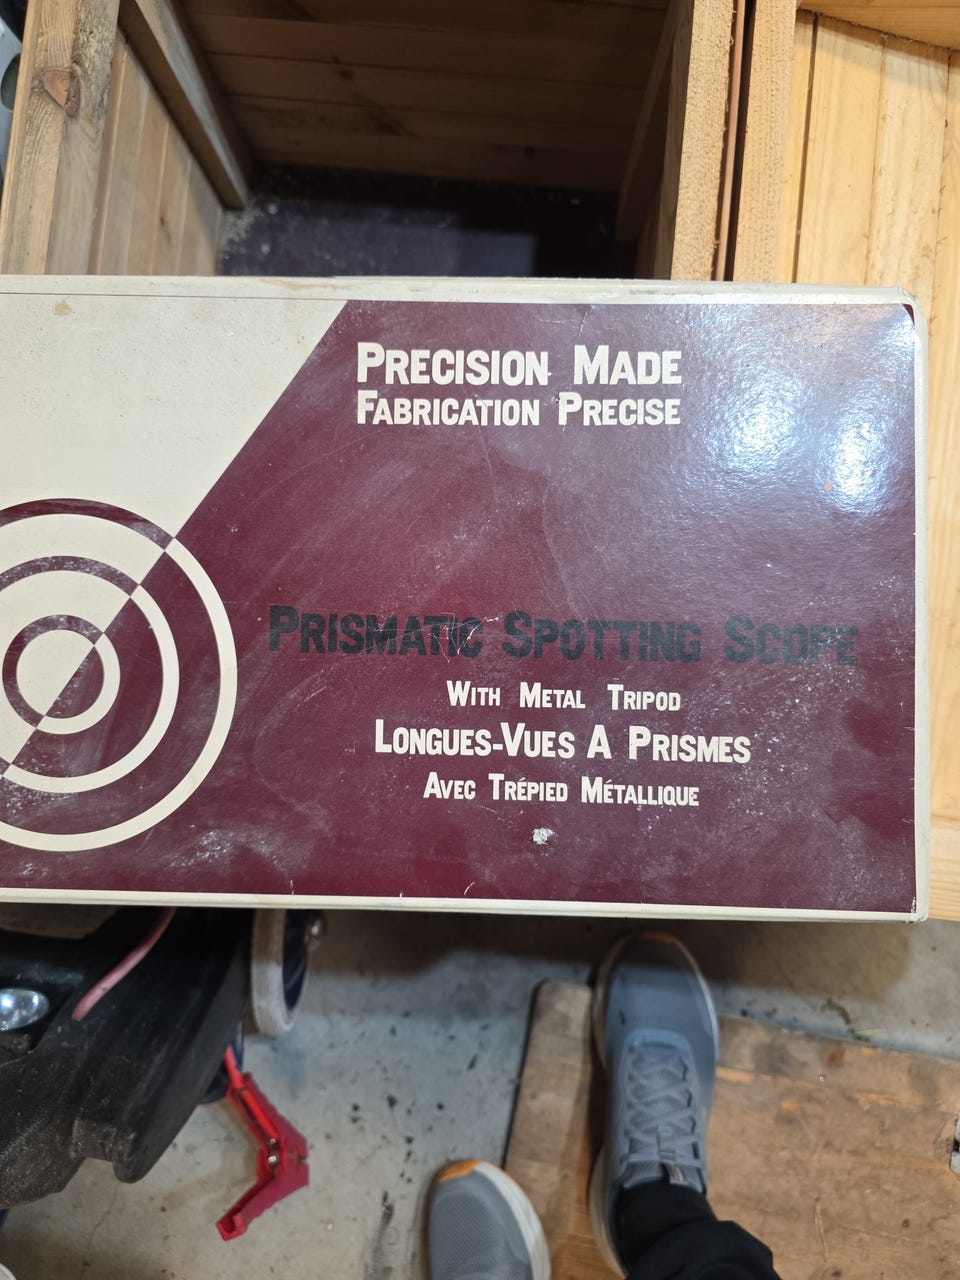 PRECISION MADE
FABRICATION PRECISE
PRISMATIC SPOTTING SCOPE
WITH METAL TRIPOD
LONGUES-VUES A PRISMES
AVEC TRÉPIED MÉTALLIQUE